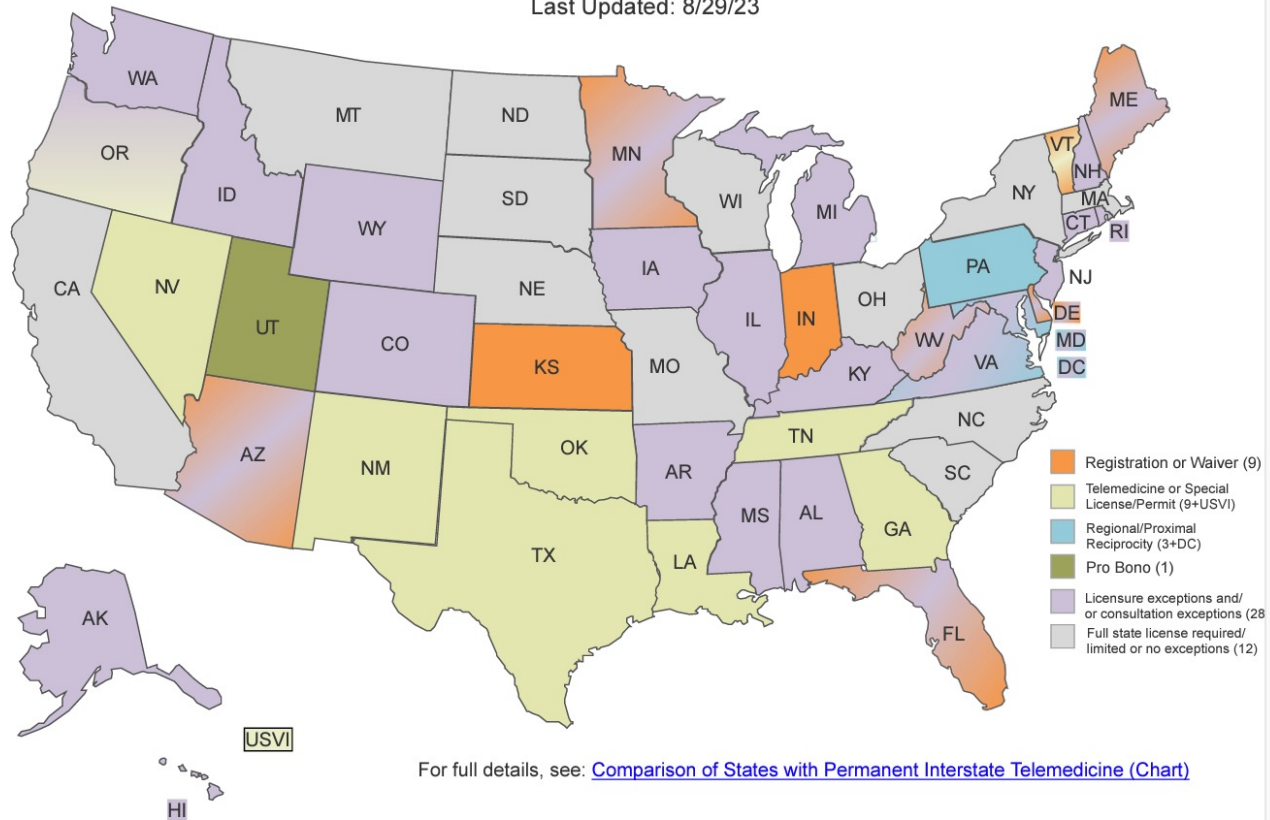 Last Updated: 8/29/23
WA
MT
ND
MN
ME
OR
ID
SD
WI
MI
NY
VT
NH
MA
CT
RI
WY
IA
PA
NJ
CA
NV
UT
CO
NE
IL
IN
OH
DE
MD
DC
WV
VA
KS
MO
KY
NC
AZ
NM
OK
TN
AR
SC
MS
AL
GA
TX
LA
FL
AK
HI
USVI
Registration or Waiver (9)
Telemedicine or Special
License/Permit (9+USVI)
Regional/Proximal
Reciprocity (3+DC)
Pro Bono (1)
Licensure exceptions and/
or consultation exceptions (28
Full state license required/
limited or no exceptions (12)
For full details, see: Comparison of States with Permanent Interstate Telemedicine (Chart)